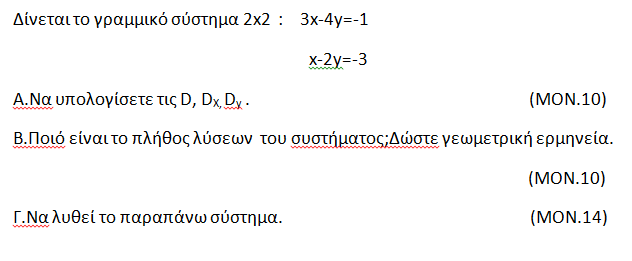 Δίνεται το γραμμικό σύστημα 2x2 : 3x-4y=-1
x-2y=-3
Α.Να υπολογίσετε τις D, Dx,Dy . (ΜΟΝ.10)
Β.Ποιό είναι το πλήθος λύσεων του συστήματος;Δώστε γεωμετρική ερμηνεία.
(ΜΟΝ.10)
Γ.Να λυθεί το παραπάνω σύστημα. (ΜΟΝ.14)